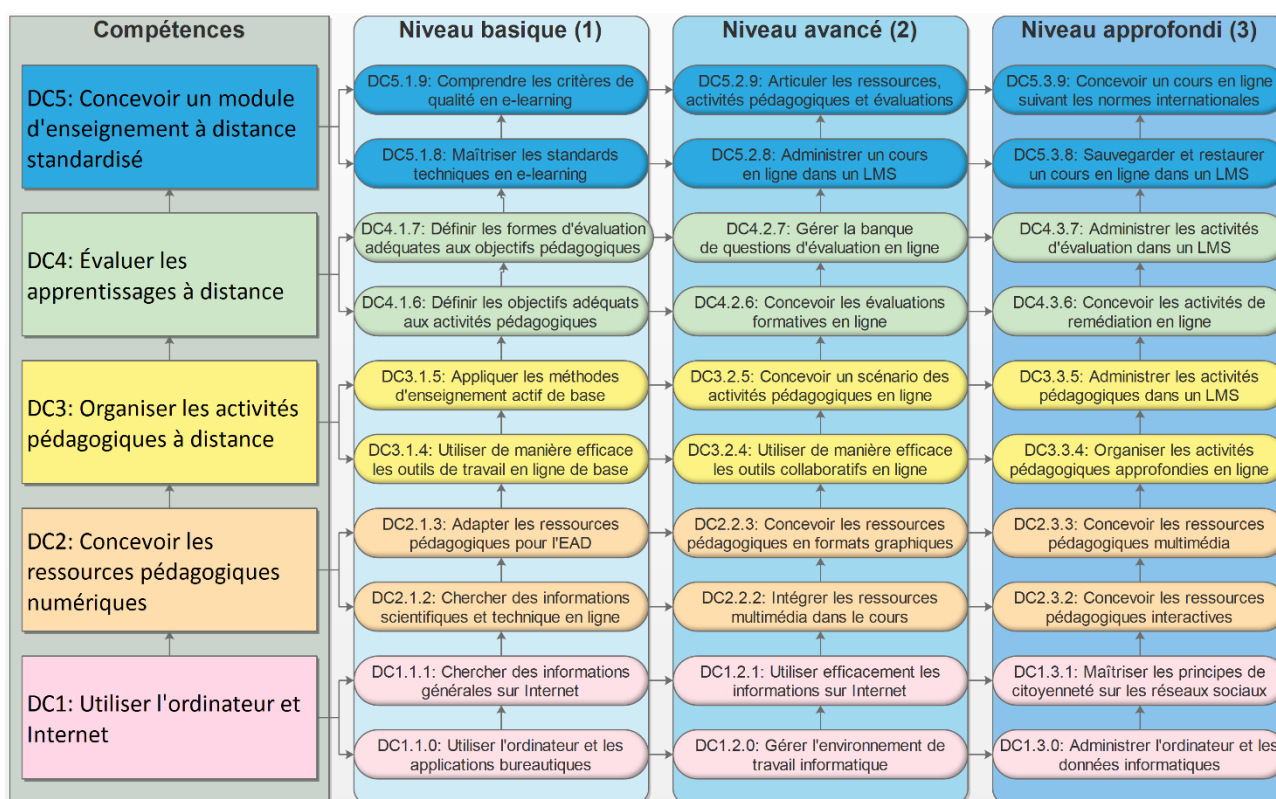 Compétences
Niveau basique (1)
Niveau avancé (2)
Niveau approfondi (3)
DC5: Concevoir un module
d'enseignement à distance
standardisé
DC5.1.9: Comprendre les critères de
qualité en e-learning
DC5.2.9: Articuler les ressources,
activités pédagogiques et évaluations
DC5.3.9: Concevoir un cours en ligne
suivant les normes internationales
DC5.1.8: Maîtriser les standards
techniques en e-learning
DC5.2.8: Administrer un cours
en ligne dans un LMS
DC5.3.8: Sauvegarder et restaurer
un cours en ligne dans un LMS
DC4: Évaluer les
apprentissages à distance
DC4.1.7: Définir les formes d'évaluation
adéquates aux objectifs pédagogiques
DC4.2.7: Gérer la banque
de questions d'évaluation en ligne
DC4.3.7: Administrer les activités
d'évaluation dans un LMS
DC4.1.6: Définir les objectifs adéquats
aux activités pédagogiques
DC4.2.6: Concevoir les évaluations
formatives en ligne
DC4.3.6: Concevoir les activités de
remédiation en ligne
DC3: Organiser les activités
pédagogiques à distance
DC3.1.5: Appliquer les méthodes
d'enseignement actif de base
DC3.2.5: Concevoir un scénario des
activités pédagogiques en ligne
DC3.3.5: Administrer les activités
pédagogiques dans un LMS
DC3.1.4: Utiliser de manière efficace
les outils de travail en ligne de base
DC3.2.4: Utiliser de manière efficace
les outils collaboratifs en ligne
DC3.3.4: Organiser les activités
pédagogiques approfondies en ligne
DC2: Concevoir les
ressources pédagogiques
numériques
DC2.1.3: Adapter les ressources
pédagogiques pour l'EAD
DC2.2.3: Concevoir les ressources
pédagogiques en formats graphiques
DC2.3.3: Concevoir les ressources
pédagogiques multimédia
DC2.1.2: Chercher des informations
scientifiques et technique en ligne
DC2.2.2: Intégrer les ressources
multimédia dans le cours
DC2.3.2: Concevoir les ressources
pédagogiques interactives
DC1: Utiliser l'ordinateur et
Internet
DC1.1.1: Chercher des informations
générales sur Internet
DC1.2.1: Utiliser efficacement les
informations sur Internet
DC1.3.1: Maîtriser les principes de
citoyenneté sur les réseaux sociaux
DC1.1.0: Utiliser l'ordinateur et les
applications bureautiques
DC1.2.0: Gérer l'environnement de
travail informatique
DC1.3.0: Administrer l'ordinateur et les
données informatiques